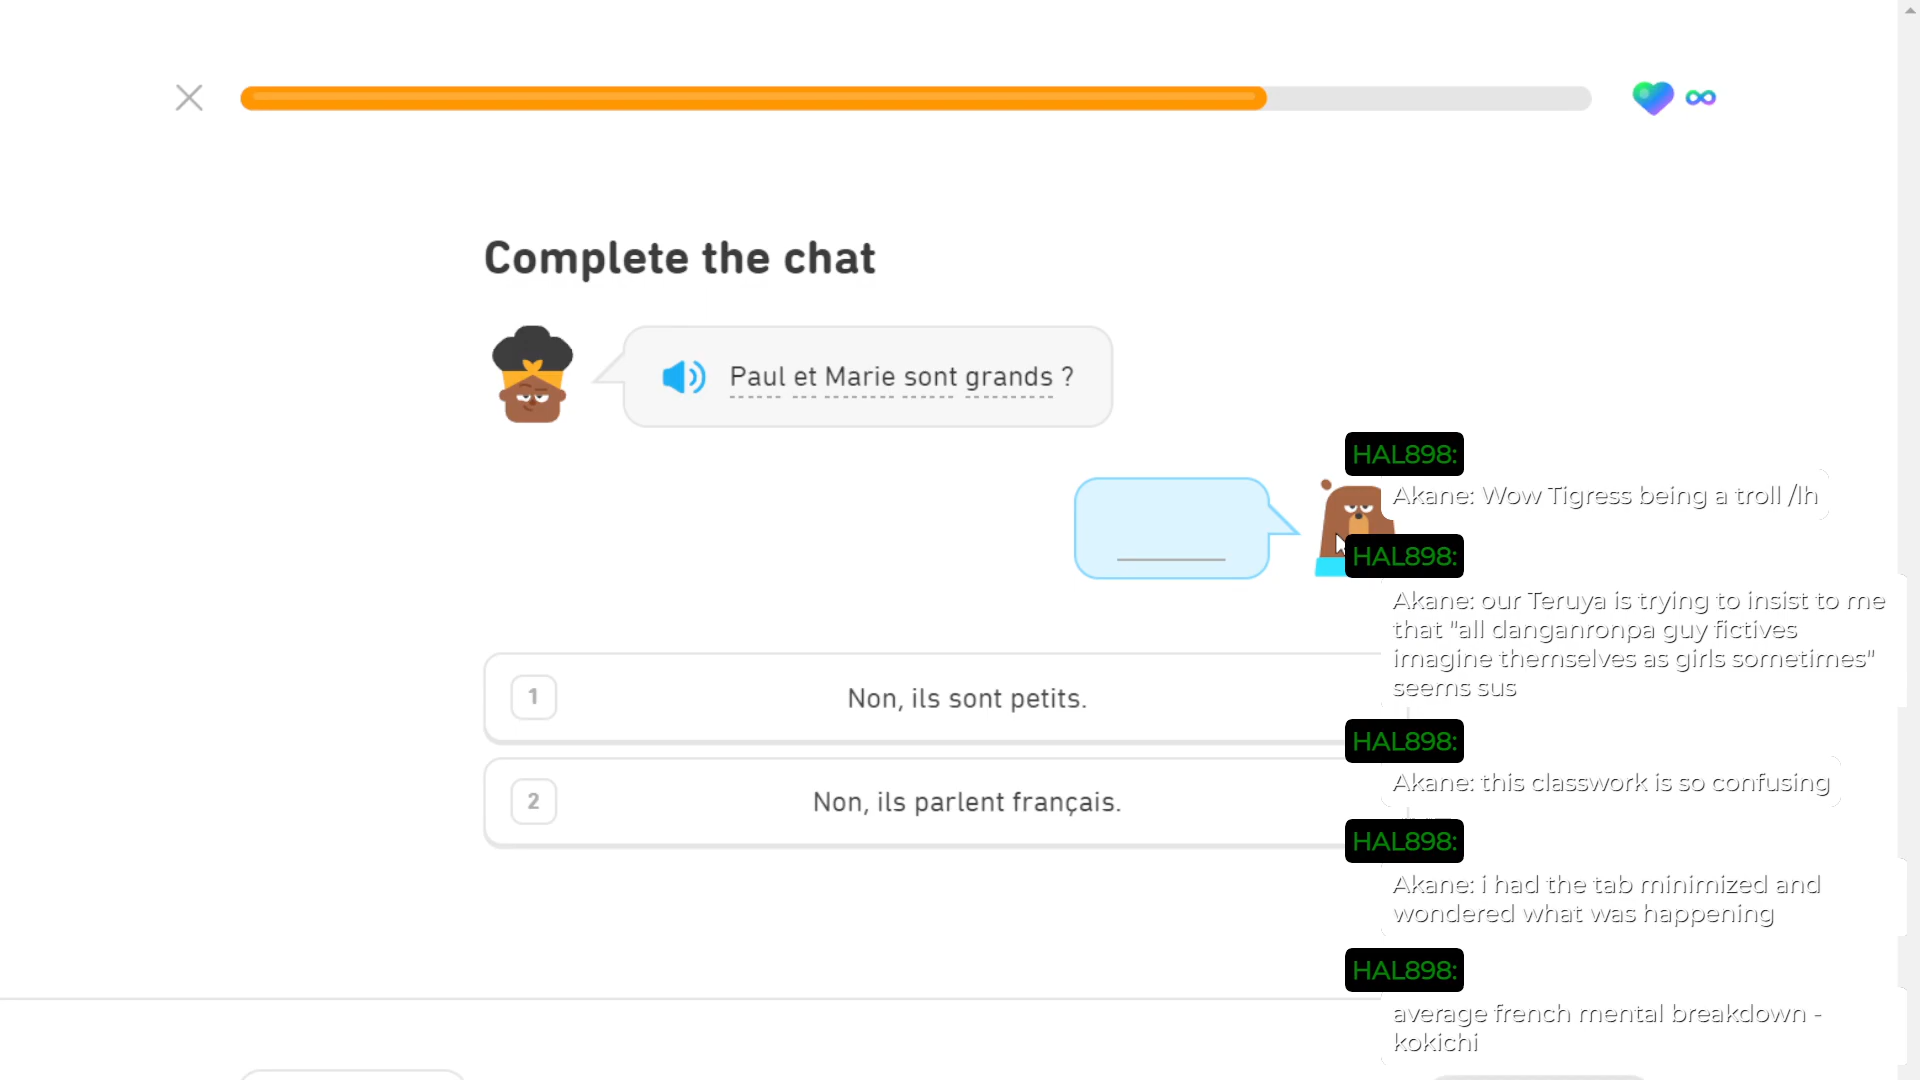 Complete the chat
Paul et Marie sont grands ?
HAL898:
Akane: Wow Tigress being a troll /lh
HAL898:
Akane: our Teruya is trying to insist to me
that "all danganronpa guy fictives
imagine themselves as girls sometimes"
seems sus
1
Non, ils sont petits.
HAL898:
Akane: this classwork is so confusing
2
Non, ils parlent français.
HAL898:
Akane: i had the tab minimized and
wondered what was happening
HAL898:
average french mental breakdown -
kokichi